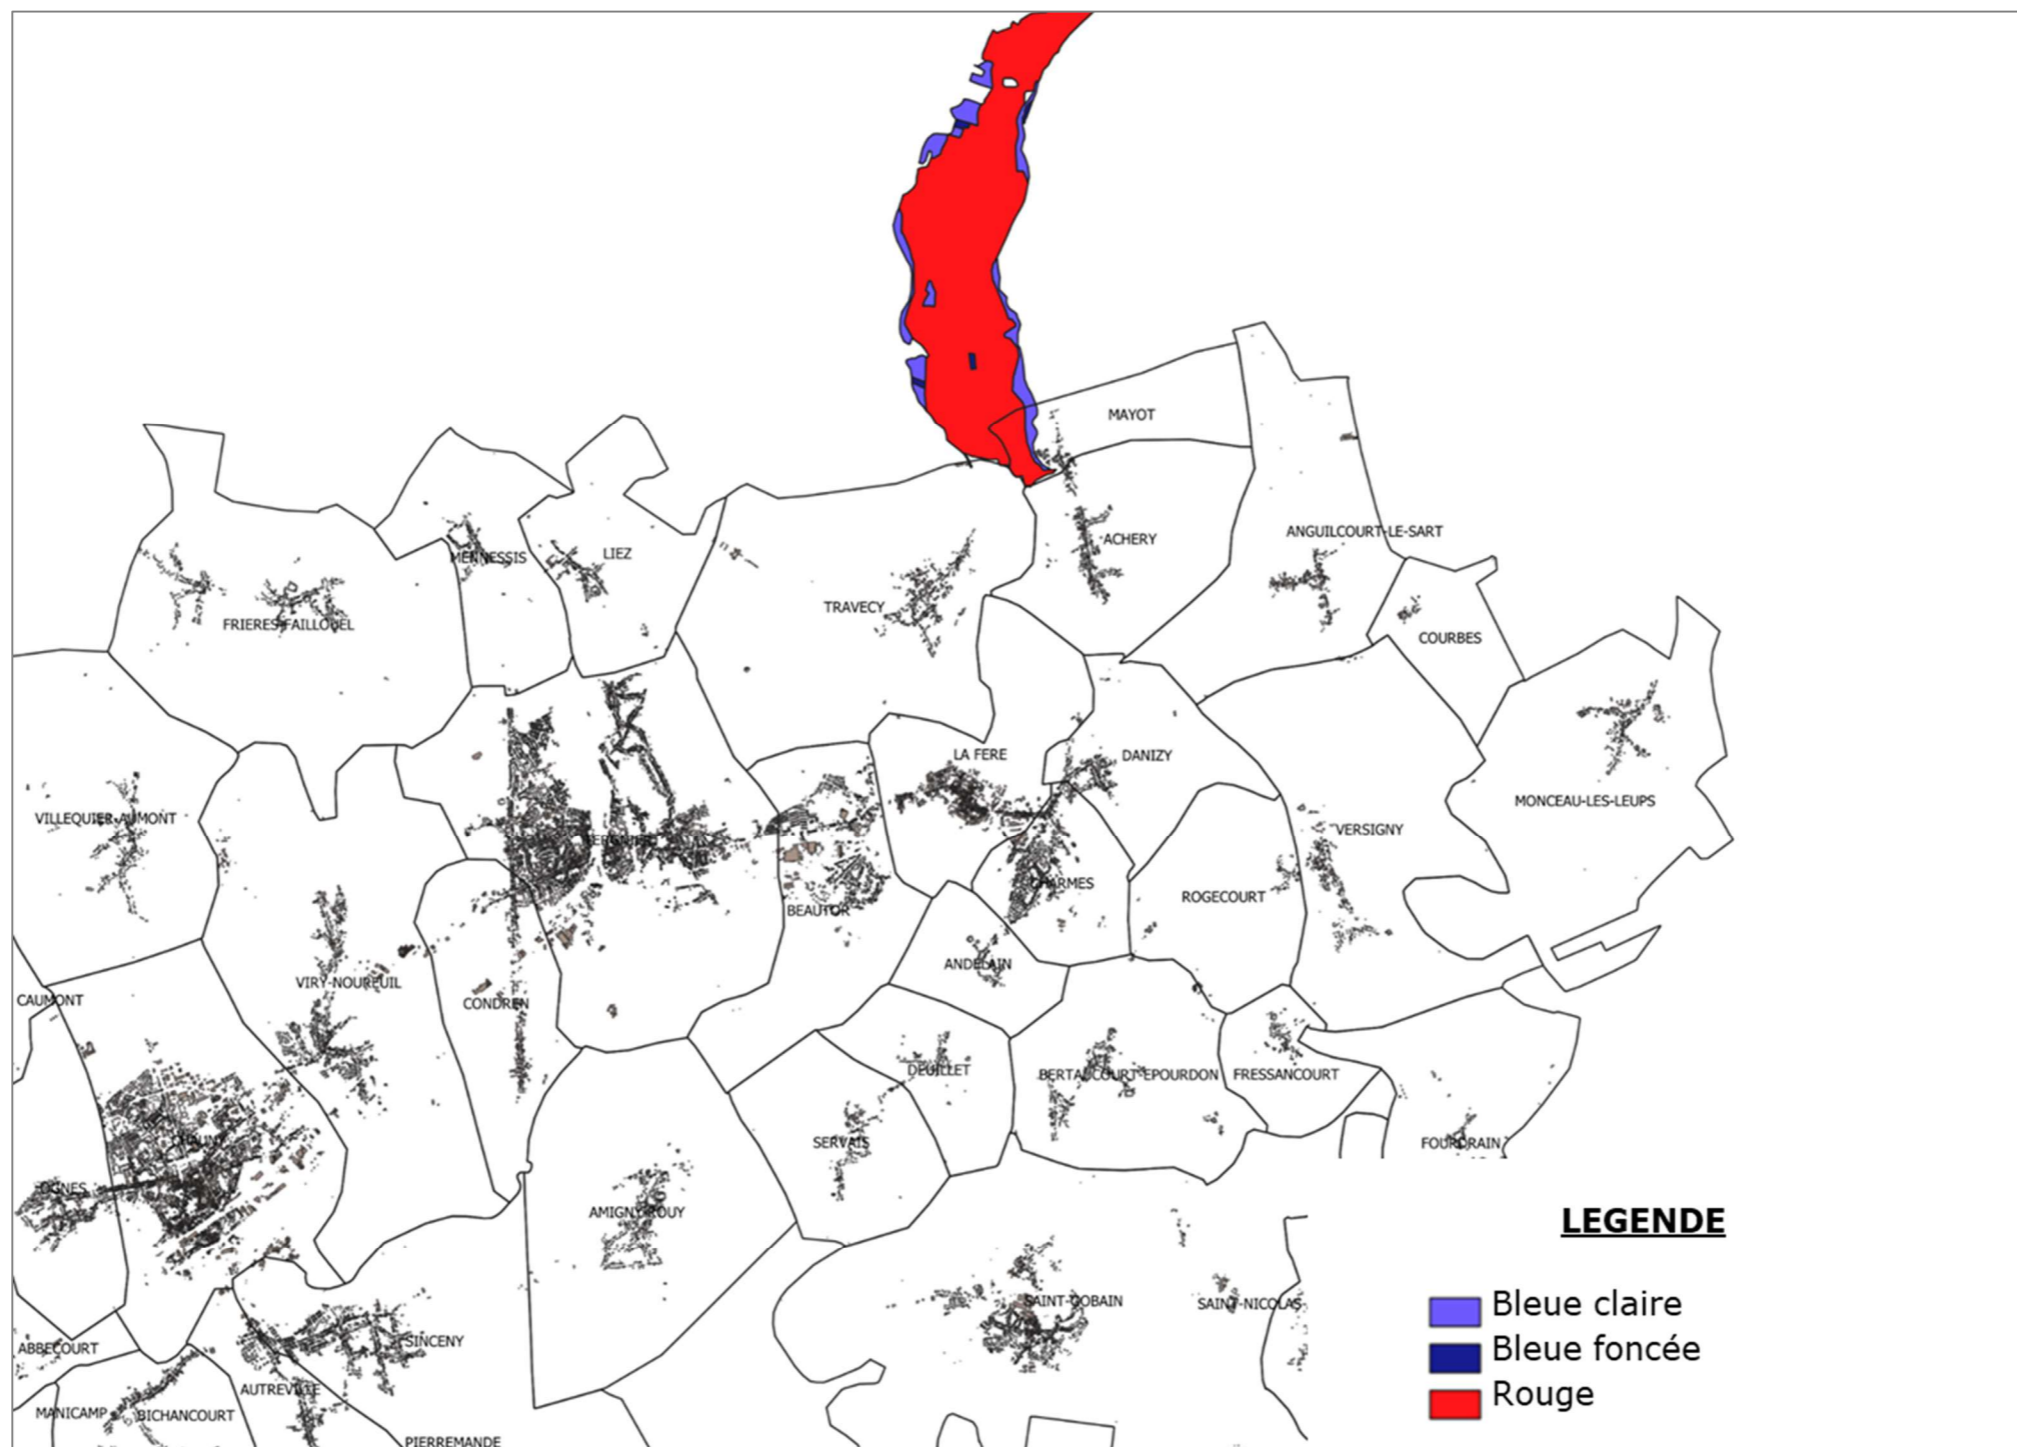 MAYOT
ANGUILCOURT-LE-SART
ACHERY
LIEZ
MENNESSIS
TRAVECY
FRIERES-FAILLOUEL
COURBES
LA FERE
DANIZY
MONCEAU-LES-LEUPS
VILLEQUIER-AUMONT
VERSIGNY
CHARMES
ROGECOURT
BEAUTOR
ANDELAIN
VIRY-NOUREUIL
CAUMONT
CONDREN
DEUILLET
BERTAUCOURT-EPOURDON
FRESSANCOURT
CHAUNY
SERVAIS
FOURDRAIN
OGNES
AMIGNY-ROUY
LEGENDE
SAINT-GOBAIN
SAINT-NICOLAS
Bleue claire
SINCENY
ABBECOURT
Bleue foncée
AUTREVILLE
Rouge
MANICAMP
BICHANCOURT
PIERREMANDE